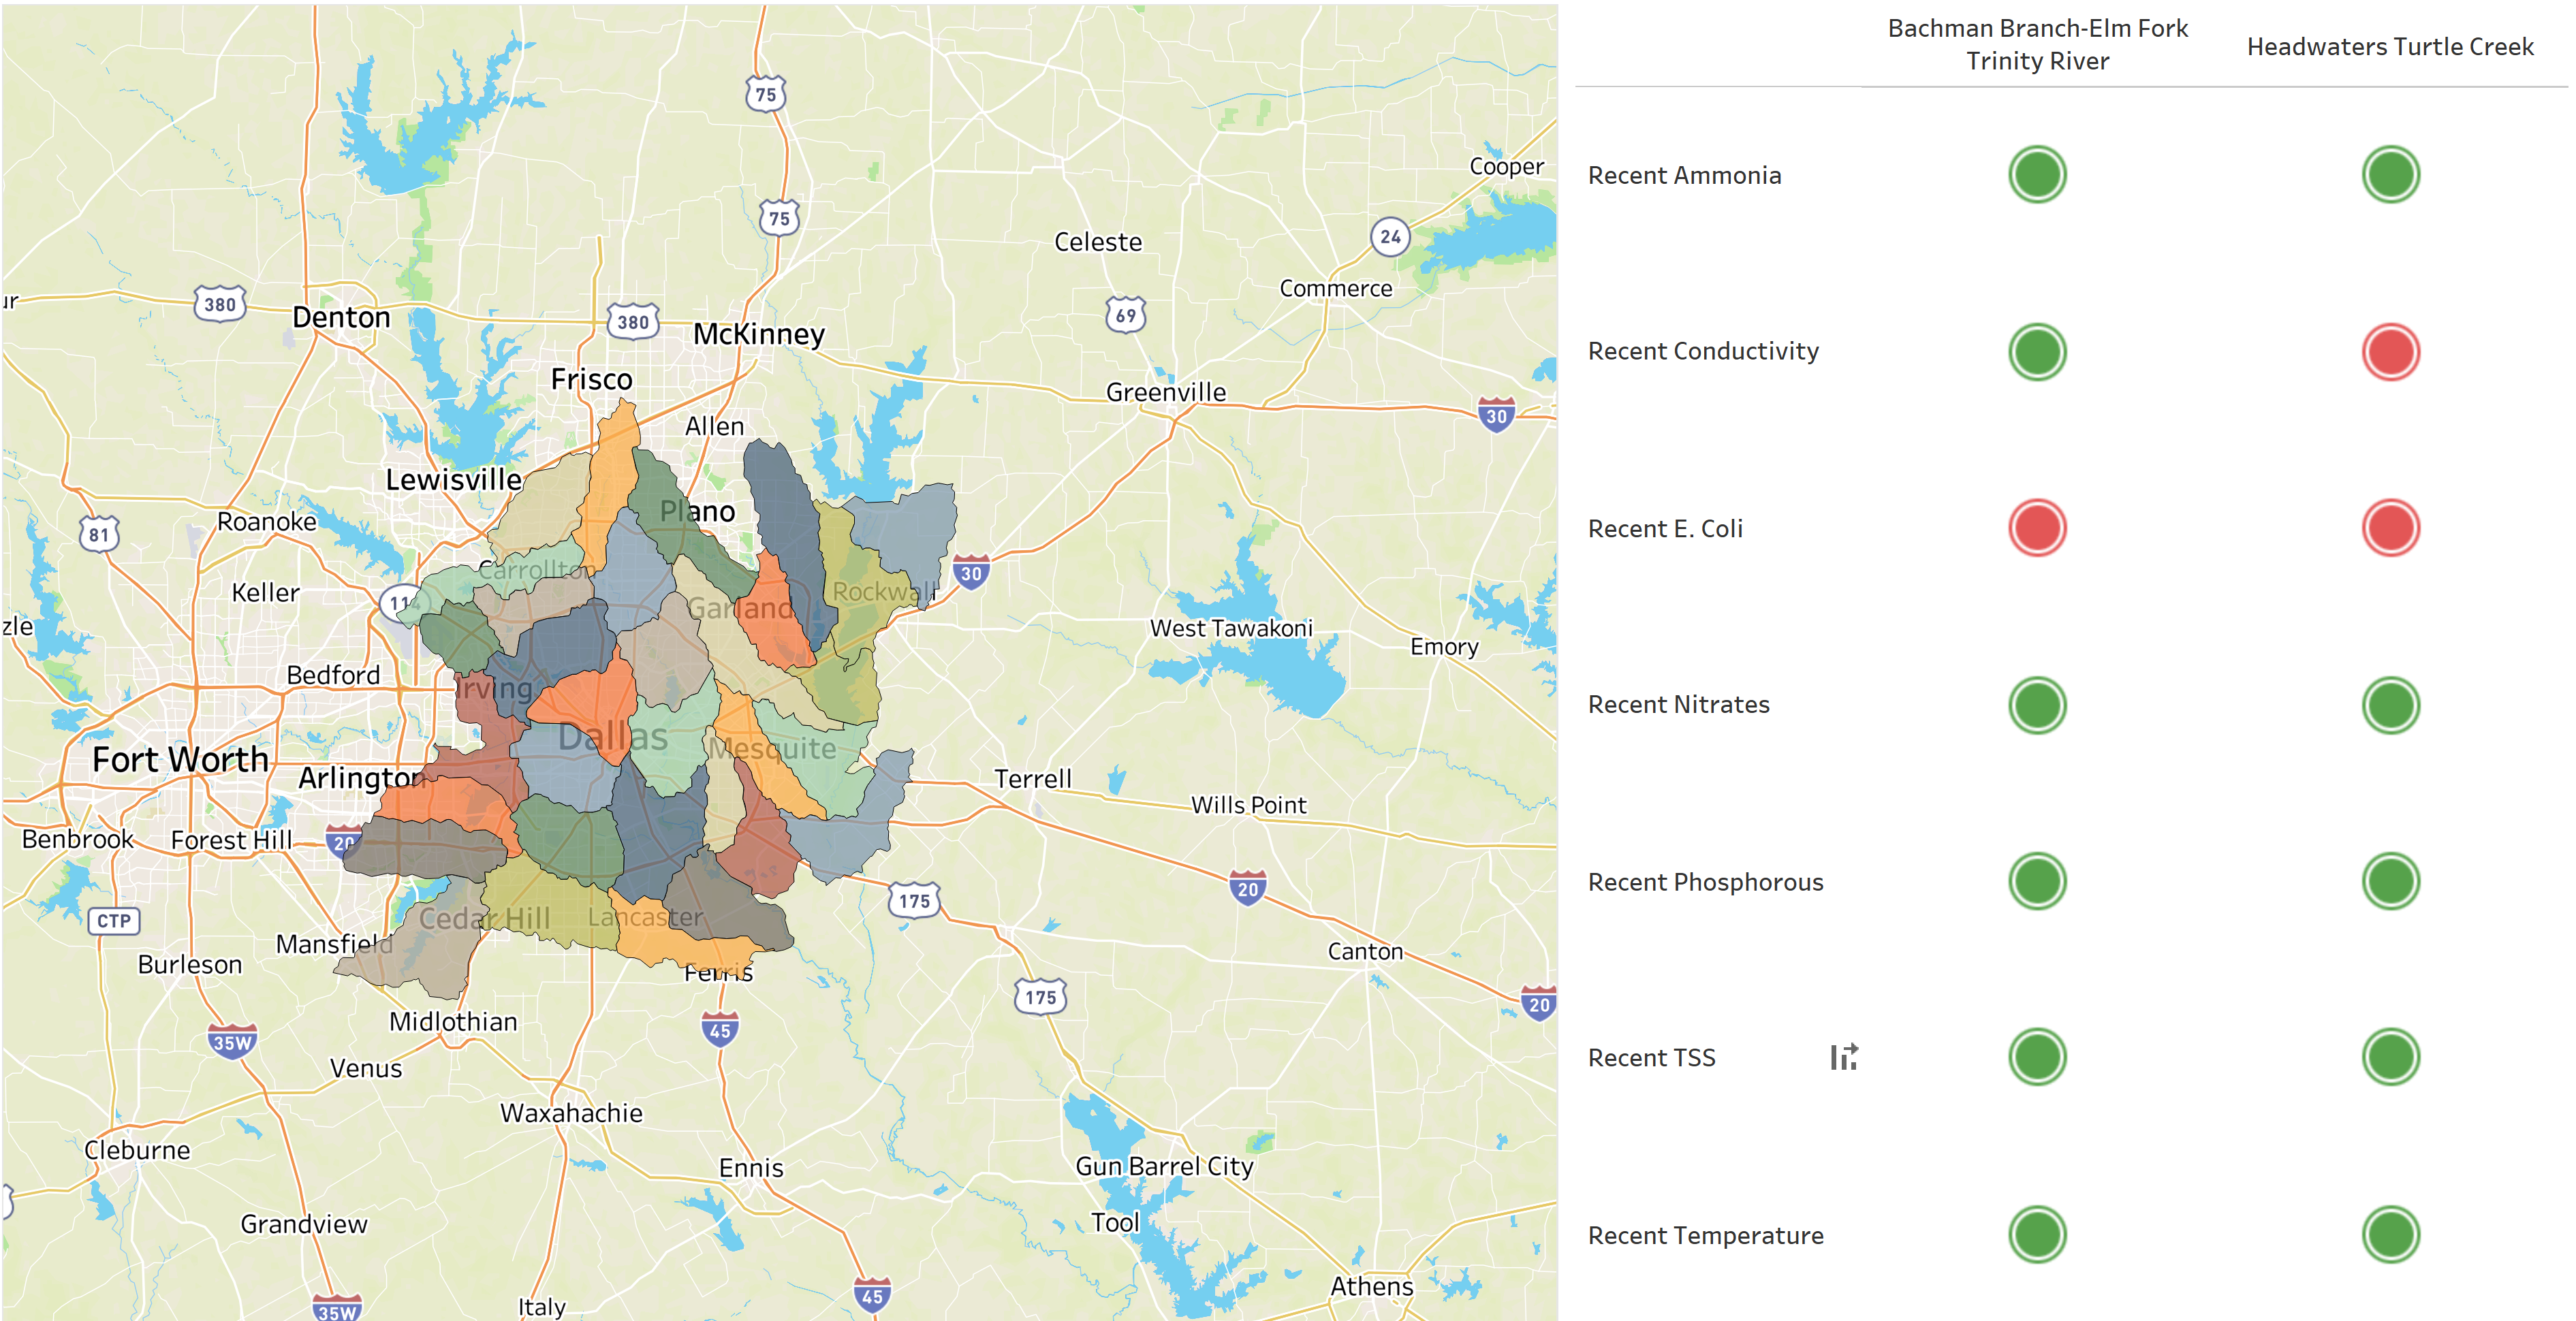 75
75
Cooper
24
Celeste
Commerce
380
Denton
380
69
McKinney
Frisco
Greenville
30
Allen
Lewisville
Plano
Roanoke
81
Carrollton
30
Keller
114
Rockwall
Garland
West Tawakoni
Emory
Bedford
Irving
Dallas
Mesquite
Fort Worth
Arlington
Terrell
Wills Point
Benbrook
Forest Hill
20
20
175
CTP
Cedar Hill
Lancaster
Mansfield
Canton
Burleson
Ferris
175
20
Midlothian
45
35W
Venus
Waxahachie
Cleburne
Ennis
Gun Barrel City
Grandview
Tool
Athens
45
35W
Italy
Bachman Branch-Elm Fork
Trinity River
Headwaters Turtle Creek
Recent Ammonia
Recent Conductivity
Recent E. Coli
Recent Nitrates
Recent Phosphorous
Recent TSS
Recent Temperature